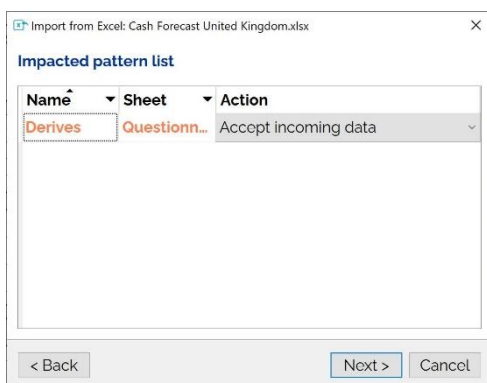 Import from Excel: Cash Forecast United Kingdom.xlsx
Impacted pattern list
Name Sheet Action
Derives Questionn... Accept incoming data
< Back Next > Cancel